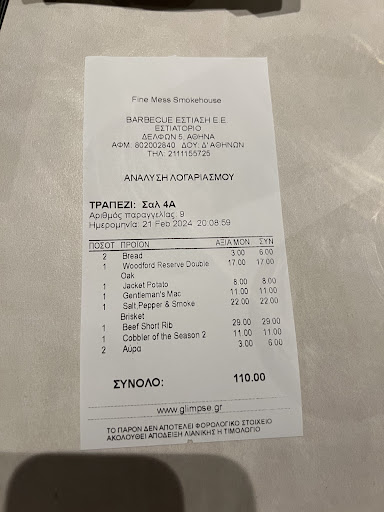 Fine Mess Smokehouse
BARBECUE ΕΣΤΙΑΣΗ Ε.Ε.
ΕΣΤΙΑΤΟΡΙΟ
ΔΕΛΦΩΝ 5, ΑΘΗΝΑ
ΑΦΜ: 802002840 ΔΟΥ: Δ' ΑΘΗΝΩΝ
ΤΗΛ: 2111155725
ΑΝΑΛΥΣΗ ΛΟΓΑΡΙΑΣΜΟΥ
ΤΡΑΠΕΖΙ: Σαλ 4Α
Αριθμός παραγγελίας: 9
Ημερομηνία: 21 Feb 2024 20:08:59
ΠΟΣΟΤ ΠΡΟΪΟΝ ΑΞΙΑ ΜΟΝ ΣΥΝ
2 Bread 3.00 6.00
1 Woodford Reserve Double 17.00 17.00
Oak
1 Jacket Potato 8.00 8.00
1 Gentleman's Mac 11.00 11.00
1 Salt,Pepper & Smoke 22.00 22.00
Brisket
1 Beef Short Rib 29.00 29.00
1 Cobbler of the Season 2 11.00 11.00
2 Αύρα 3.00 6.00
ΣΥΝΟΛΟ: 110.00
www.glimpse.gr
ΤΟ ΠΑΡΟΝ ΔΕΝ ΑΠΟΤΕΛΕΙ ΦΟΡΟΛΟΓΙΚΟ ΣΤΟΙΧΕΙΟ
ΑΚΟΛΟΥΘΕΙ ΑΠΟΔΕΙΞΗ ΛΙΑΝΙΚΗΣ Η ΤΙΜΟΛΟΓΙΟ